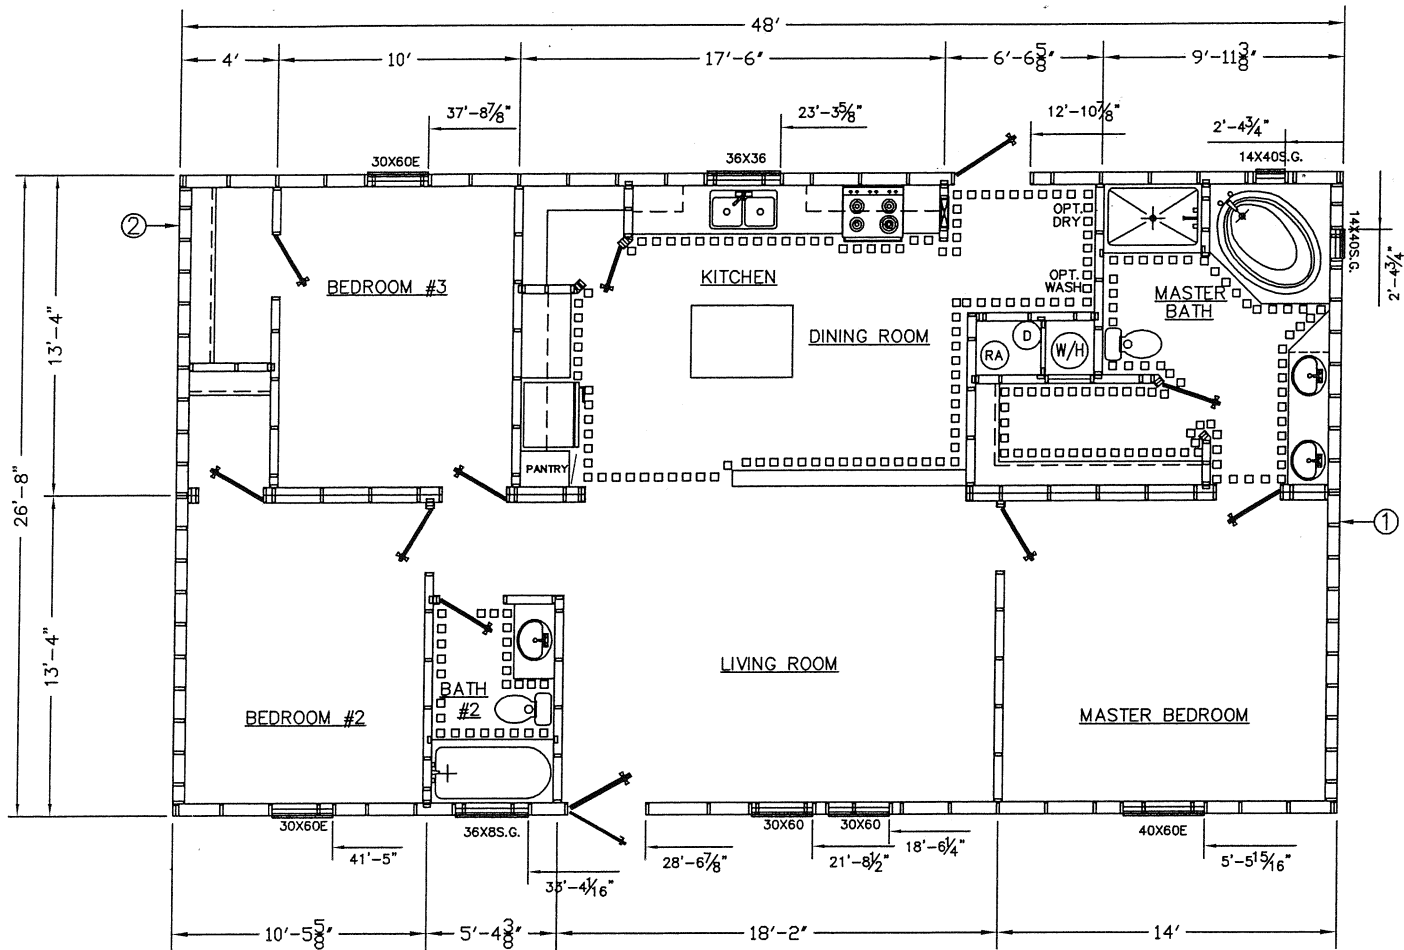 48'
4'
10'
17'-6"
6'-6 5/8"
9'-11 3/8"
37'-8 7/8"
23'-3 5/8"
12'-10 7/8"
2'-4 3/4"
30X60E
36X36
14X40S.G.
2
OPT.
DRY
14X40S.G.
2'-4 3/4"
KITCHEN
OPT.
WASH
BEDROOM #3
MASTER
BATH
DINING ROOM
D
RA
W/H
13'-4"
PANTRY
26'-8"
1
13'-4"
LIVING ROOM
BATH
#2
BEDROOM #2
MASTER BEDROOM
30X60E
36X8S.G.
30X60
30X60
40X60E
41'-5"
28'-6 7/8"
21'-8 1/2"
18'-6 1/4"
5'-5 15/16"
33'-4 1/16"
10'-5 5/8"
5'-4 3/8"
18'-2"
14'